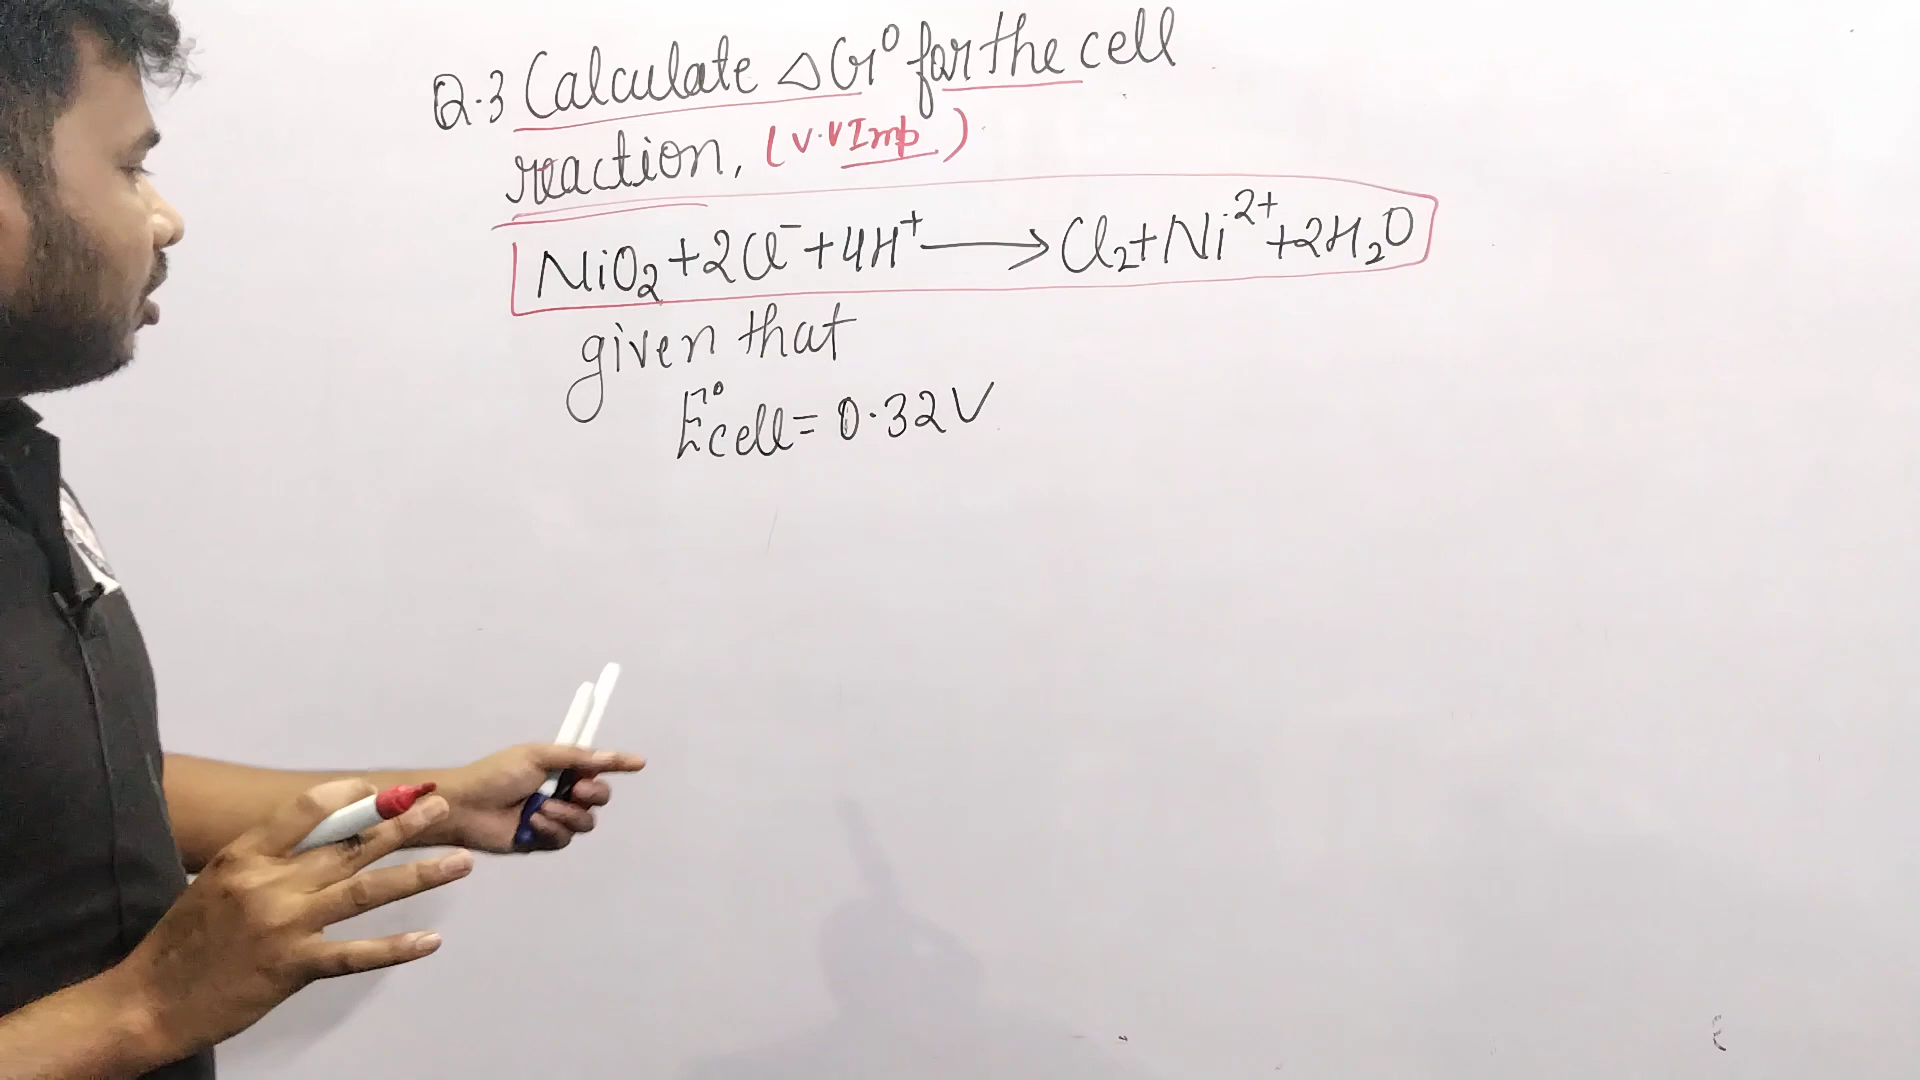 Q.3 Calculate △G° for the cell
reaction, (V.V Imp.)
NiO₂+2Cl⁻+4H⁺⟶Cl₂+Ni²⁺+2H₂O
given that
E°cell=0.32V